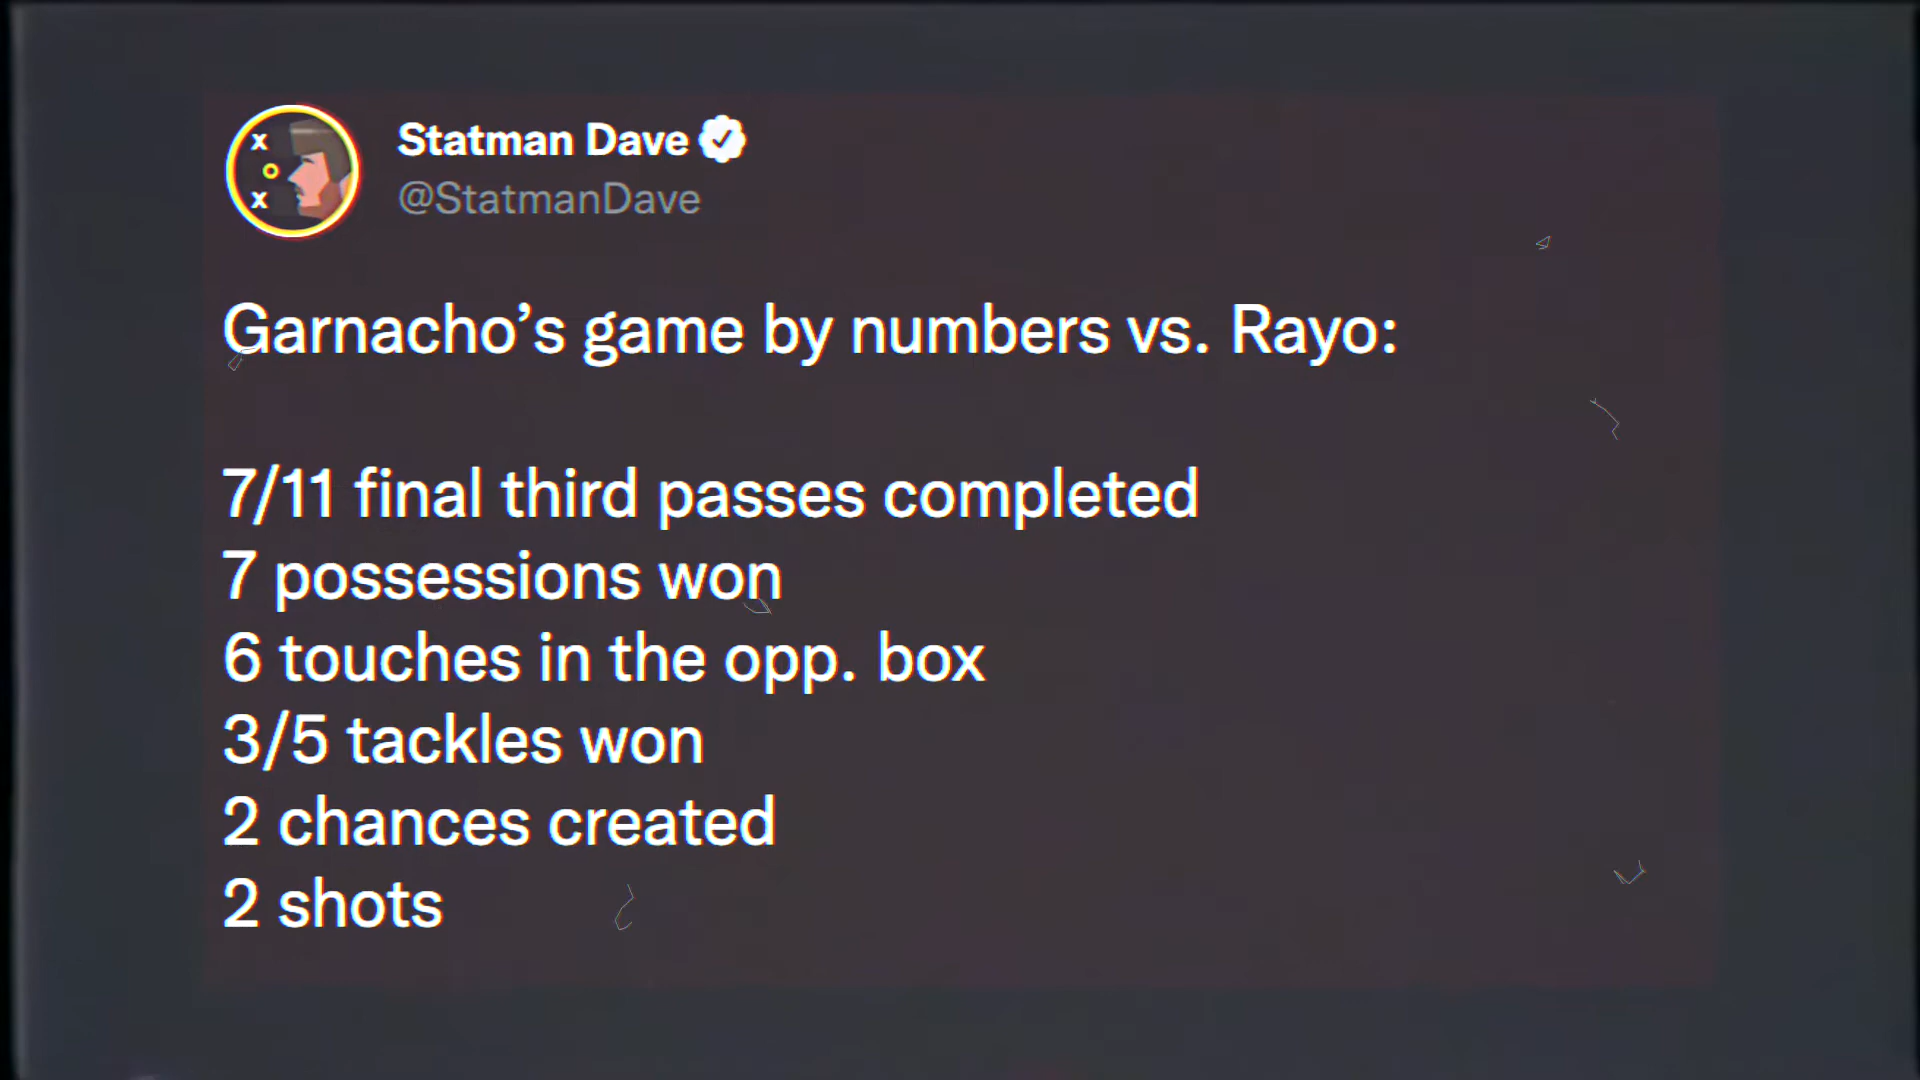 Statman Dave
@StatmanDave
Garnacho’s game by numbers vs. Rayo:
7/11 final third passes completed
7 possessions won
6 touches in the opp. box
3/5 tackles won
2 chances created
2 shots